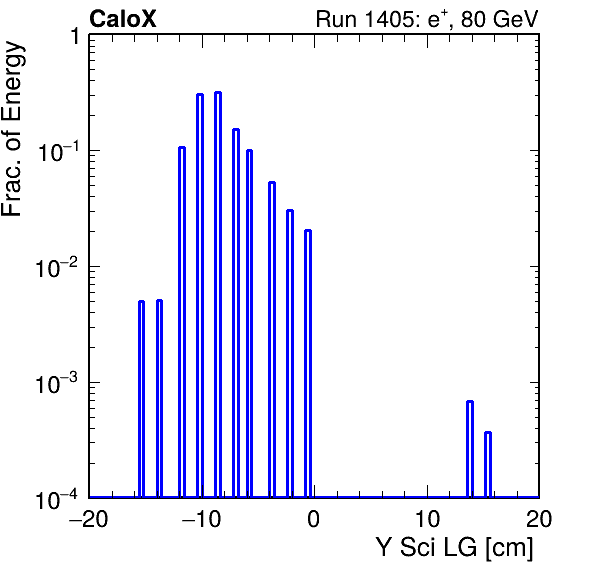 CaloX
Run 1405: e⁺, 80 GeV
Frac. of Energy
1
10⁻¹
10⁻²
10⁻³
10⁻⁴
−20
−10
0
10
20
Y Sci LG [cm]